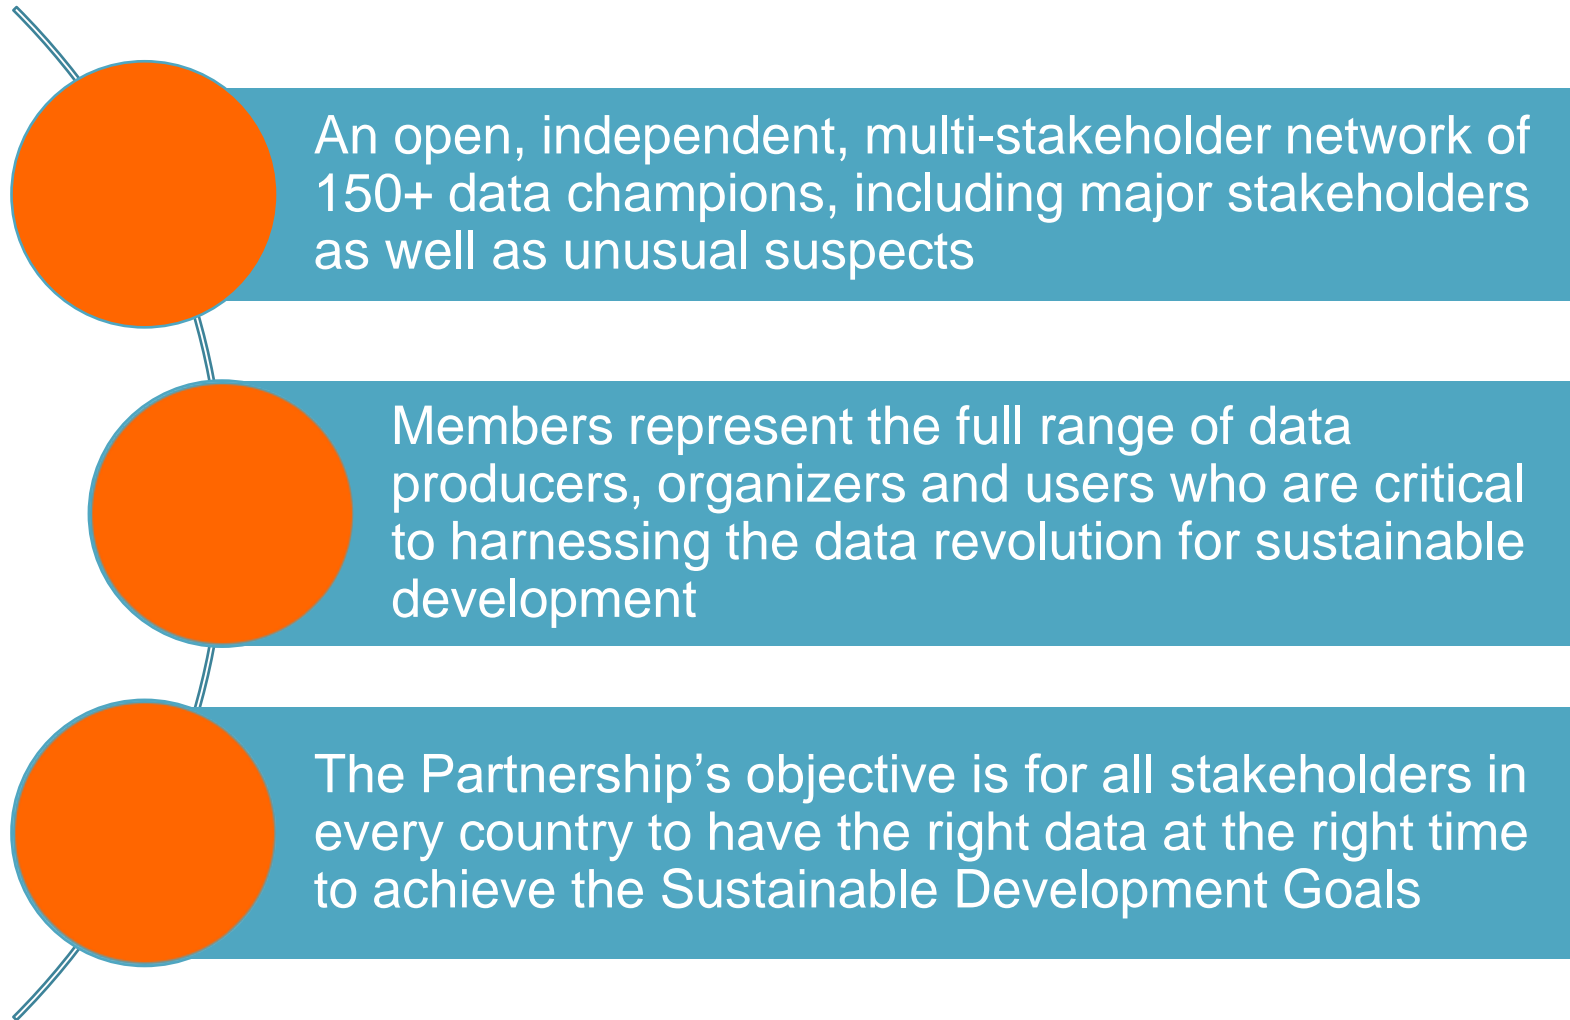 An open, independent, multi-stakeholder network of
150+ data champions, including major stakeholders
as well as unusual suspects
Members represent the full range of data
producers, organizers and users who are critical
to harnessing the data revolution for sustainable
development
The Partnership’s objective is for all stakeholders in
every country to have the right data at the right time
to achieve the Sustainable Development Goals